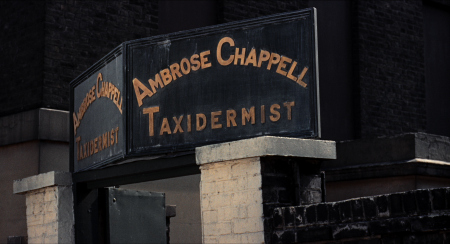 Ambrose Chappell
Taxidermist
Ambrose Chappell
Taxidermist